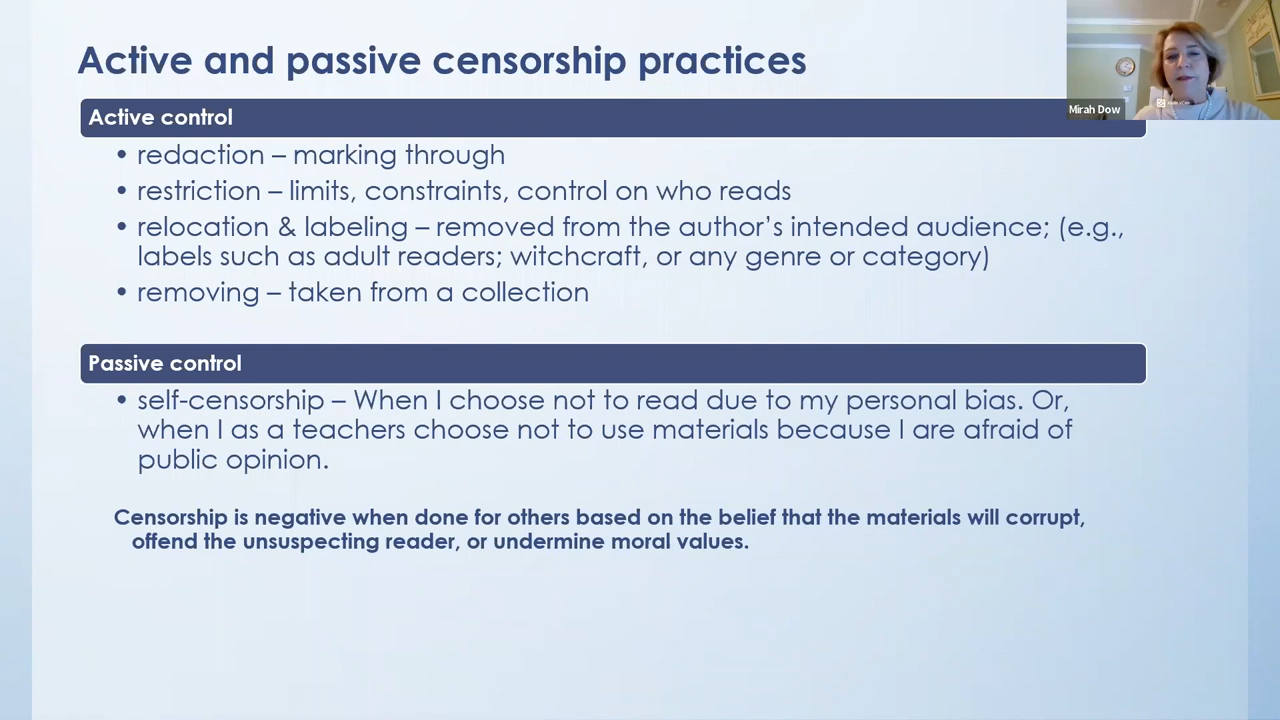 Active and passive censorship practices
Mirah Dow
Active control
• redaction – marking through
• restriction – limits, constraints, control on who reads
• relocation & labeling – removed from the author’s intended audience; (e.g.,
labels such as adult readers; witchcraft, or any genre or category)
• removing – taken from a collection
Passive control
• self-censorship – When I choose not to read due to my personal bias. Or,
when I as a teachers choose not to use materials because I are afraid of
public opinion.
Censorship is negative when done for others based on the belief that the materials will corrupt,
offend the unsuspecting reader, or undermine moral values.